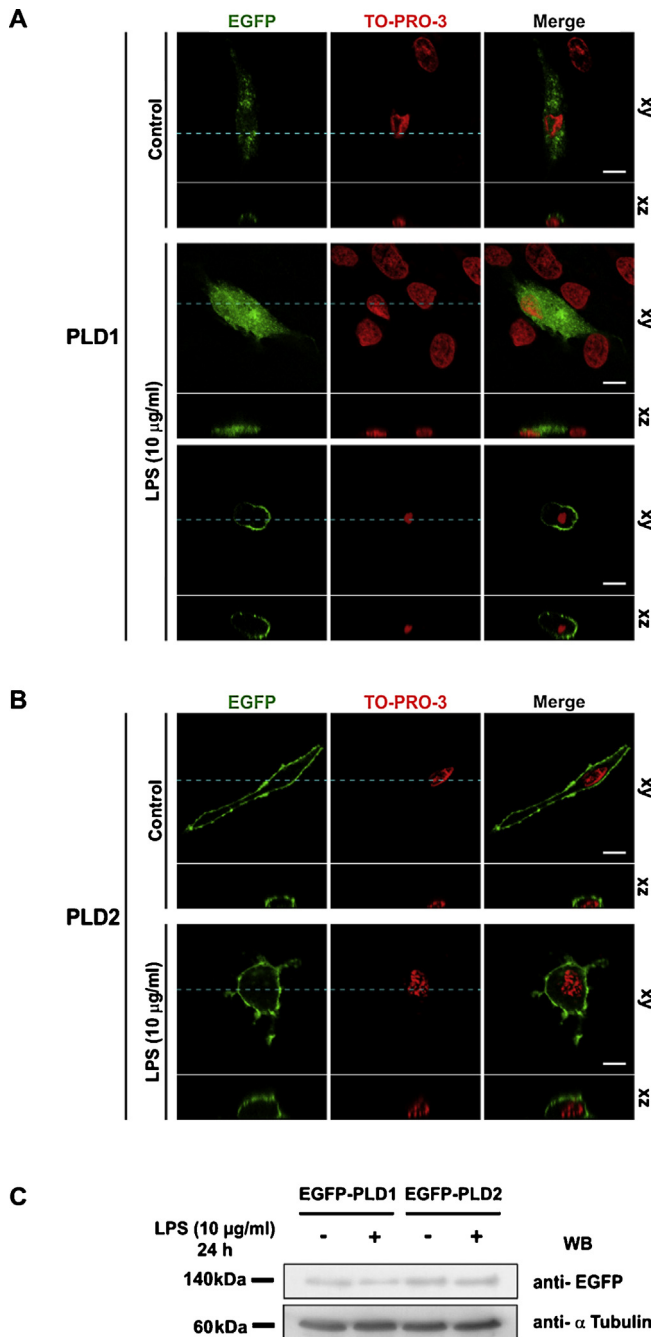 A
EGFP TO-PRO-3 Merge
Control
xy
xz
PLD1
LPS (10 µg/ml)
xy
xz
xy
xz
B
EGFP TO-PRO-3 Merge
Control
xy
xz
PLD2
LPS (10 µg/ml)
xy
xz
C
EGFP-PLD1 EGFP-PLD2
LPS (10 µg/ml) - + - + WB
24 h
140kDa anti- EGFP
60kDa anti- α Tubulin